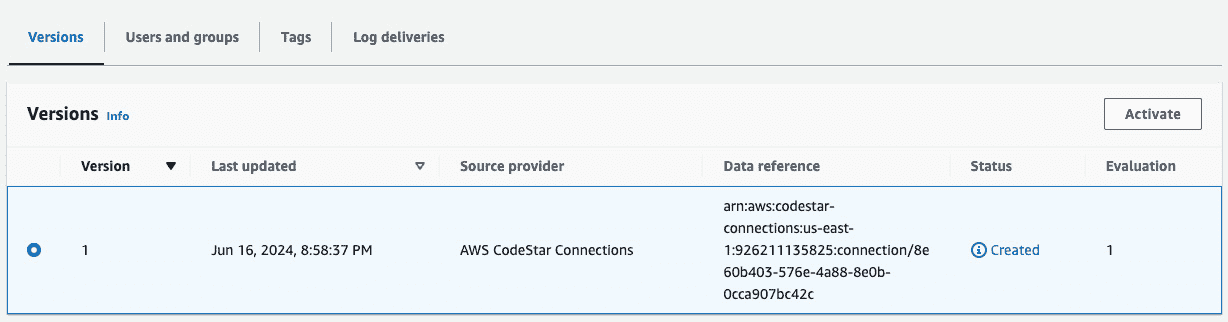 Versions Users and groups Tags Log deliveries
Versions Info Activate
Version Last updated Source provider Data reference Status Evaluation
arn:aws:codestar-
connections:us-east-
1 Jun 16, 2024, 8:58:37 PM AWS CodeStar Connections 1:926211135825:connection/8e Created 1
60b403-576e-4a88-8e0b-
0cca907bc42c